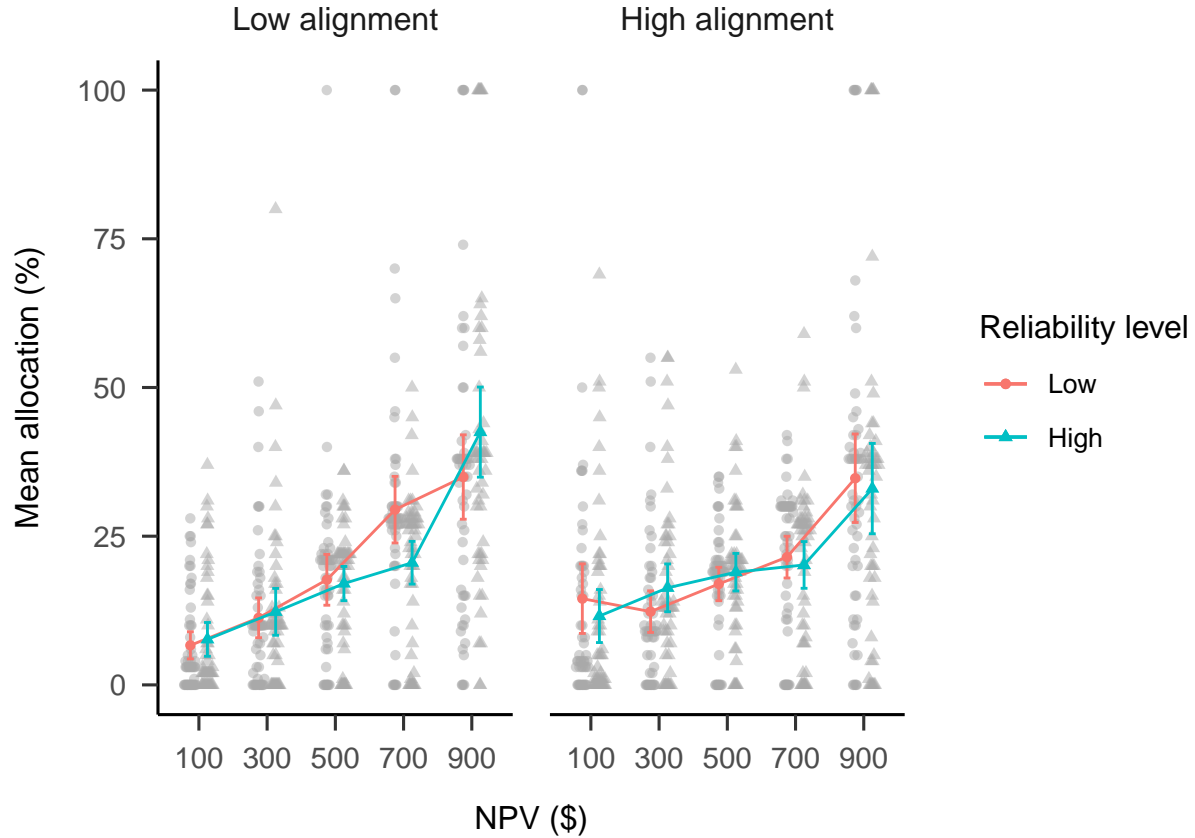 Low alignment
High alignment
100
75
50
25
0
Mean allocation (%)
100 300 500 700 900
100 300 500 700 900
NPV ($)
Reliability level
Low
High